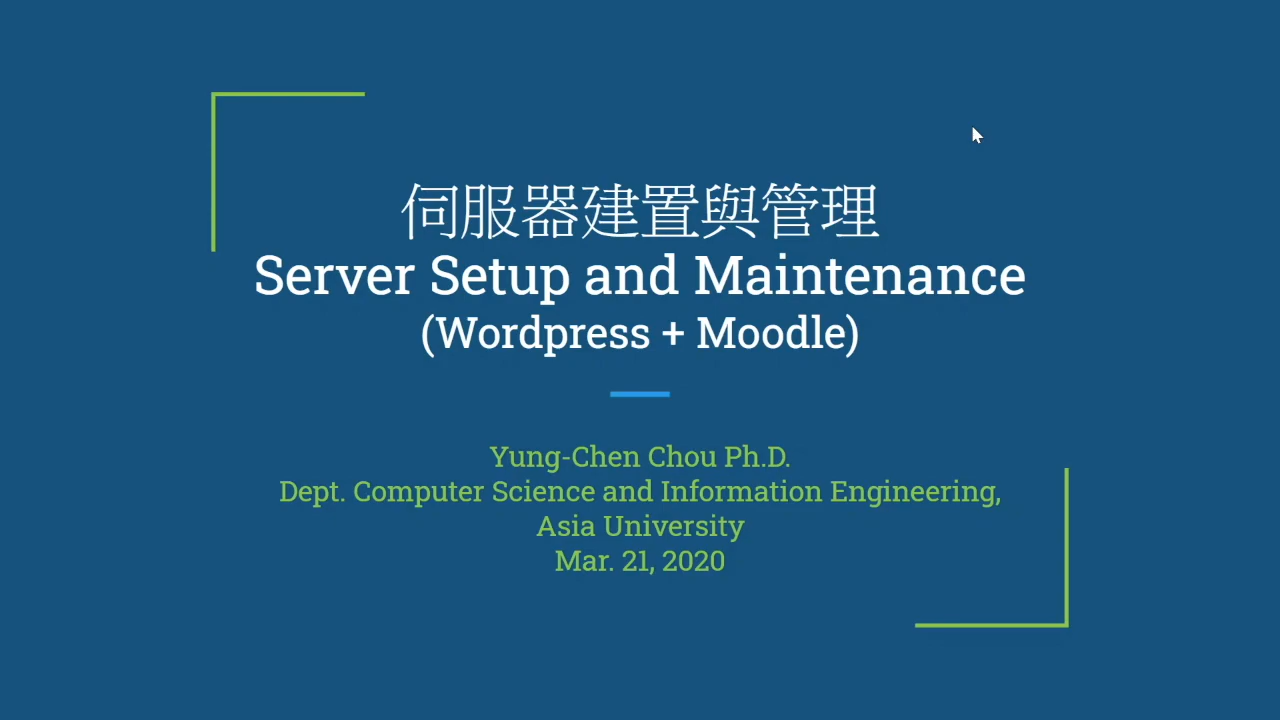 伺服器建置與管理
Server Setup and Maintenance
(Wordpress + Moodle)
Yung-Chen Chou Ph.D.
Dept. Computer Science and Information Engineering,
Asia University
Mar. 21, 2020